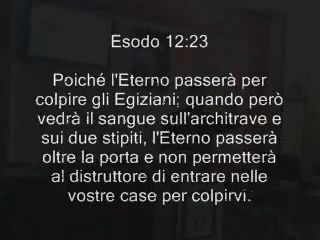 Esodo 12:23
Poiché l'Eterno passerà per
colpire gli Egiziani; quando però
vedrà il sangue sull'architrave e
sui due stipiti, l'Eterno passerà
oltre la porta e non permetterà
al distruttore di entrare nelle
vostre case per colpirvi.